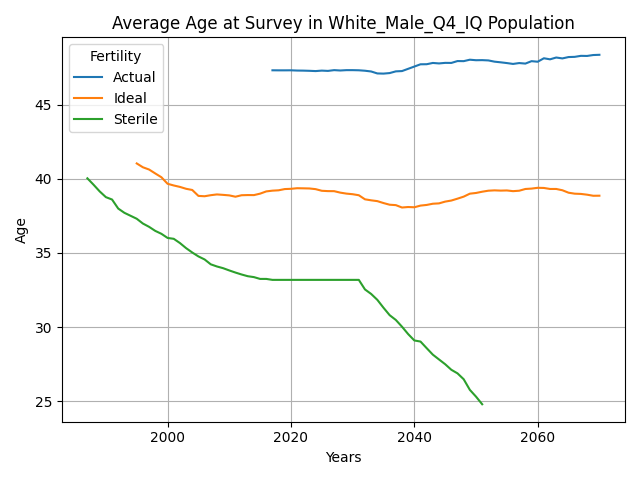 Average Age at Survey in White_Male_Q4_IQ Population
Fertility
Actual
Ideal
Sterile
Age
45
40
35
30
25
2000
2020
2040
2060
Years